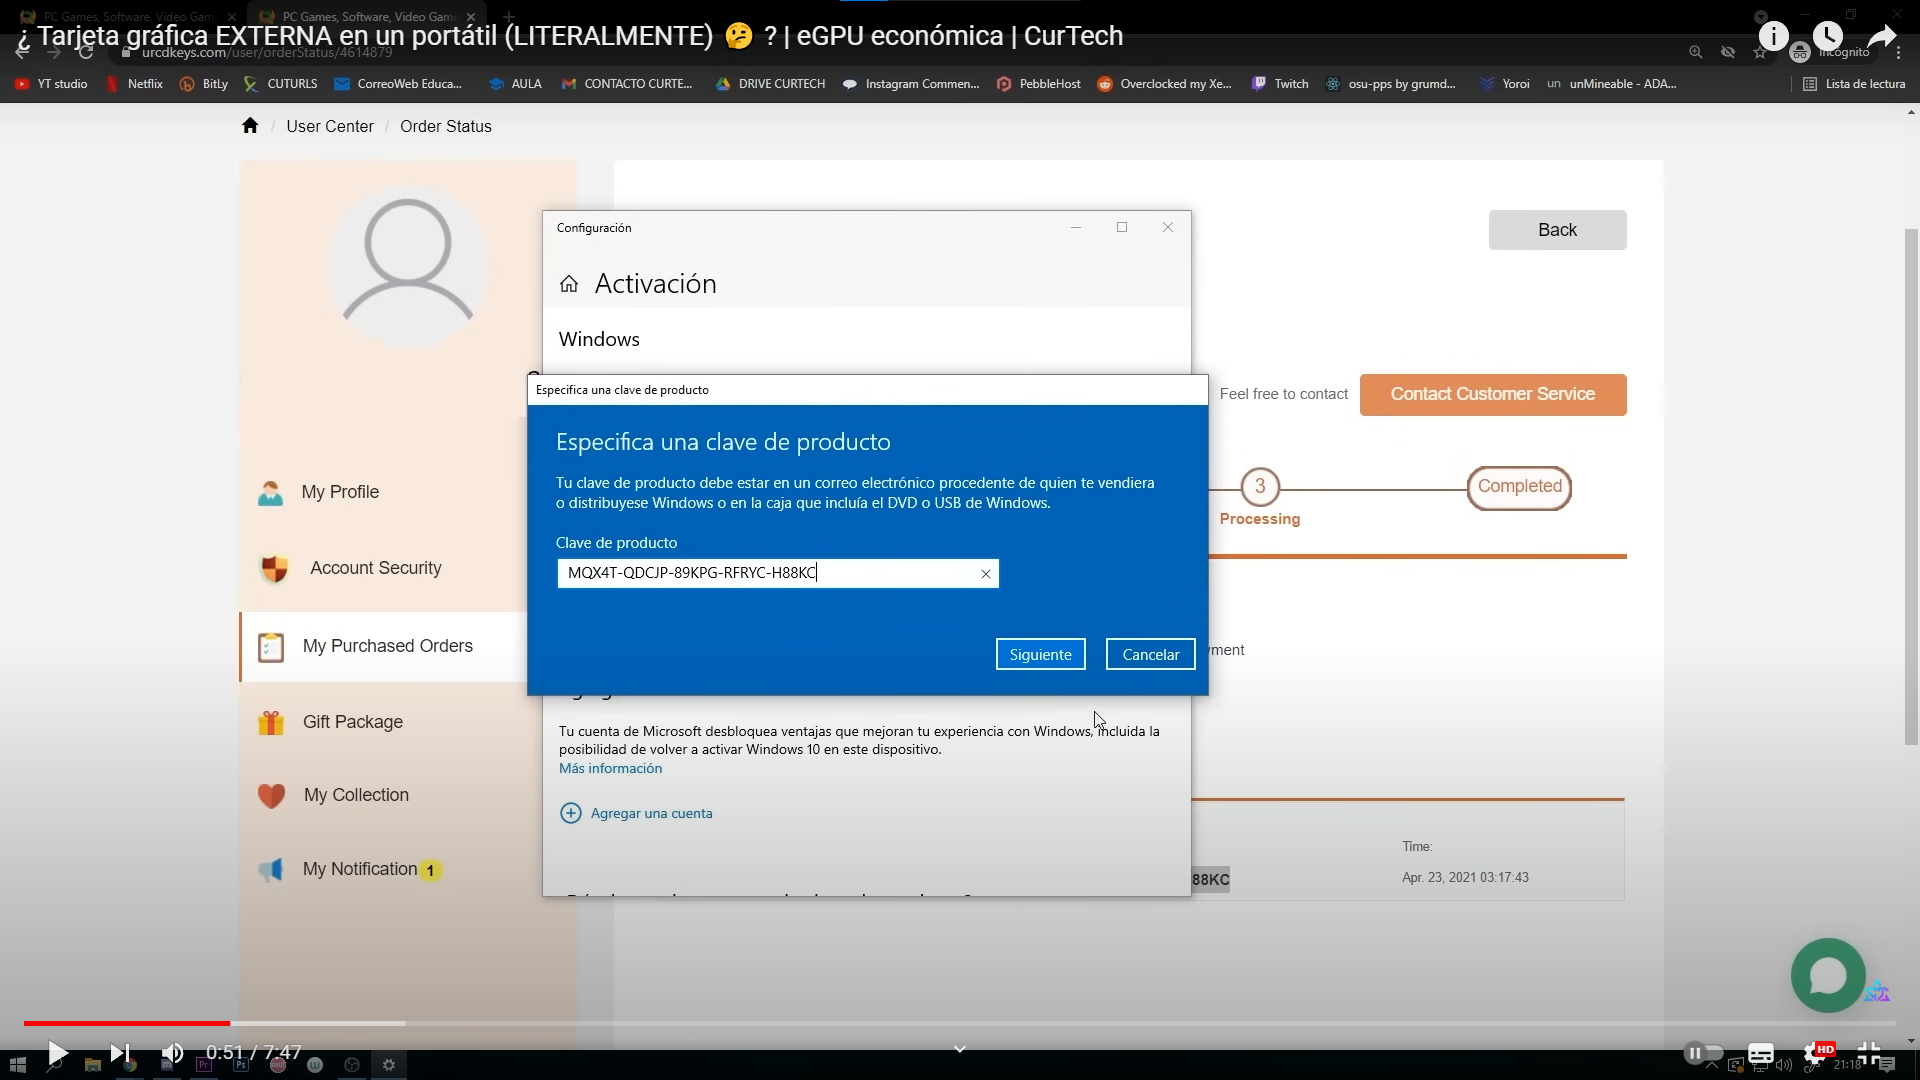 PC Games, Software, Video Gam
PC Games, Software, Video Gam
¿ Tarjeta gráfica EXTERNA en un portátil (LITERALMENTE) 🤔 ? | eGPU económica | CurTech
urcdkeys.com/user/orderStatus/4614879
Incognito
YT studio
Netflix
BitLy
CUTURLS
CorreoWeb Educa...
AULA
CONTACTO CURTE...
DRIVE CURTECH
Instagram Commen...
PebbleHost
Overclocked my Xe...
Twitch
osu-pps by grumd...
Yoroi
un unMineable - ADA...
Lista de lectura
/ User Center / Order Status
Configuración
Back
Activación
Windows
Feel free to contact
Contact Customer Service
Especifica una clave de producto
Especifica una clave de producto
Tu clave de producto debe estar en un correo electrónico procedente de quien te vendiera
o distribuyese Windows o en la caja que incluía el DVD o USB de Windows.
Clave de producto
MQX4T-QDCJP-89KPG-RFRYC-H88KC
Siguiente
Cancelar
3
Completed
Processing
yment
My Profile
Account Security
My Purchased Orders
Gift Package
My Collection
My Notification 1
Tu cuenta de Microsoft desbloquea ventajas que mejoran tu experiencia con Windows, incluida la
posibilidad de volver a activar Windows 10 en este dispositivo.
Más información
Agregar una cuenta
88KC
Time:
Apr. 23, 2021 03:17:43
0:51 / 7:47
HD
21:18